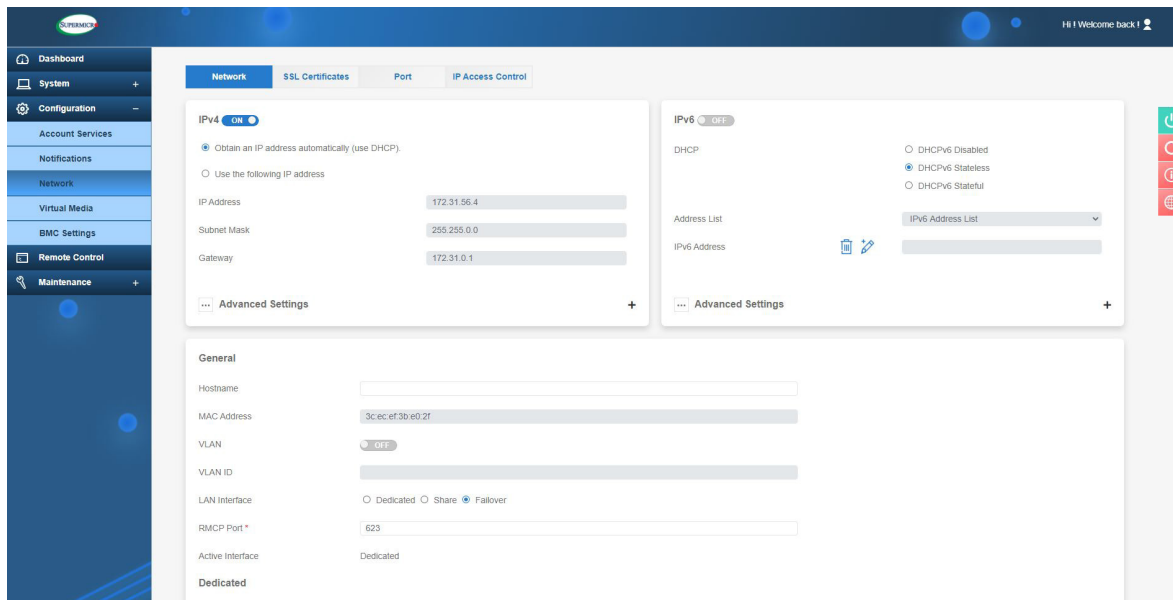 SUPERMICR
Hi ! Welcome back !
Dashboard
System +
Configuration −
Account Services
Notifications
Network
Virtual Media
BMC Settings
Remote Control
Maintenance +
Network SSL Certificates Port IP Access Control
IPv4 ON
Obtain an IP address automatically (use DHCP).
Use the following IP address
IP Address 172.31.56.4
Subnet Mask 255.255.0.0
Gateway 172.31.0.1
... Advanced Settings +
IPv6 OFF
DHCP DHCPv6 Disabled
DHCPv6 Stateless
DHCPv6 Stateful
Address List IPv6 Address List
IPv6 Address
... Advanced Settings +
General
Hostname
MAC Address 3c:ec:ef:3b:e0:2f
VLAN OFF
VLAN ID
LAN Interface Dedicated Share Failover
RMCP Port * 623
Active Interface Dedicated
Dedicated